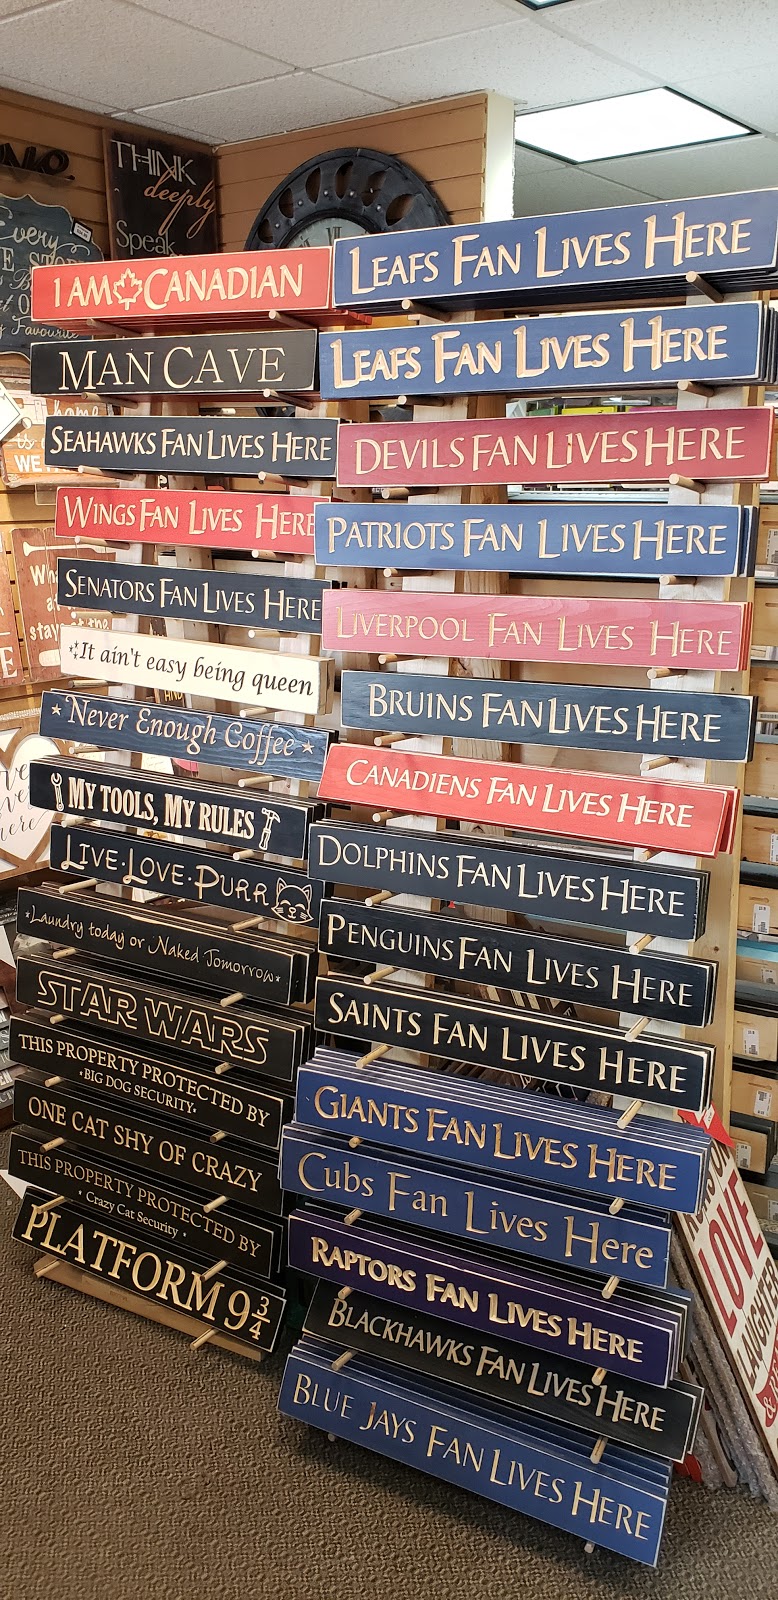 THINK
deeply
Speak
Every
I AM CANADIAN
MAN CAVE
SEAHAWKS FAN LIVES HERE
WINGS FAN LIVES HERE
SENATORS FAN LIVES HERE
It ain't easy being queen
Never Enough Coffee
MY TOOLS, MY RULES
LIVE·LOVE·PURR
Laundry today or Naked Tomorrow
STAR WARS
THIS PROPERTY PROTECTED BY
•BIG DOG SECURITY•
ONE CAT SHY OF CRAZY
THIS PROPERTY PROTECTED BY
* Crazy Cat Security *
PLATFORM 9 3/4
LEAFS FAN LIVES HERE
LEAFS FAN LIVES HERE
DEVILS FAN LIVES HERE
PATRIOTS FAN LIVES HERE
LIVERPOOL FAN LIVES HERE
BRUINS FAN LIVES HERE
CANADIENS FAN LIVES HERE
DOLPHINS FAN LIVES HERE
PENGUINS FAN LIVES HERE
SAINTS FAN LIVES HERE
GIANTS FAN LIVES HERE
Cubs Fan Lives Here
RAPTORS FAN LIVES HERE
BLACKHAWKS FAN LIVES HERE
BLUE JAYS FAN LIVES HERE
LOVE
LAUGHTER